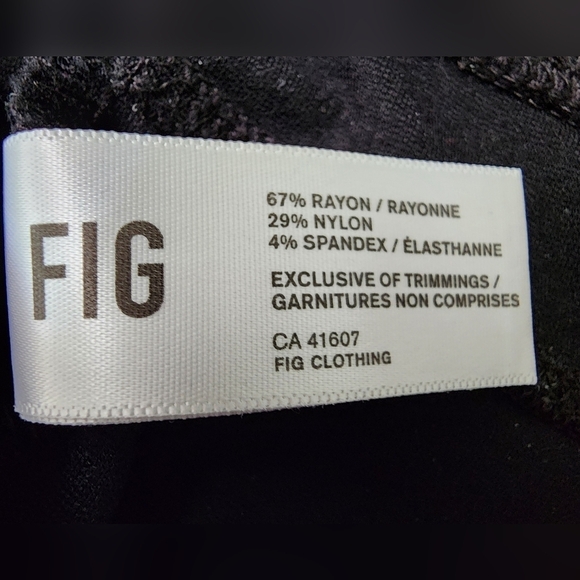 FIG
67% RAYON / RAYONNE
29% NYLON
4% SPANDEX / ÉLASTHANNE
EXCLUSIVE OF TRIMMINGS /
GARNITURES NON COMPRISES
CA 41607
FIG CLOTHING